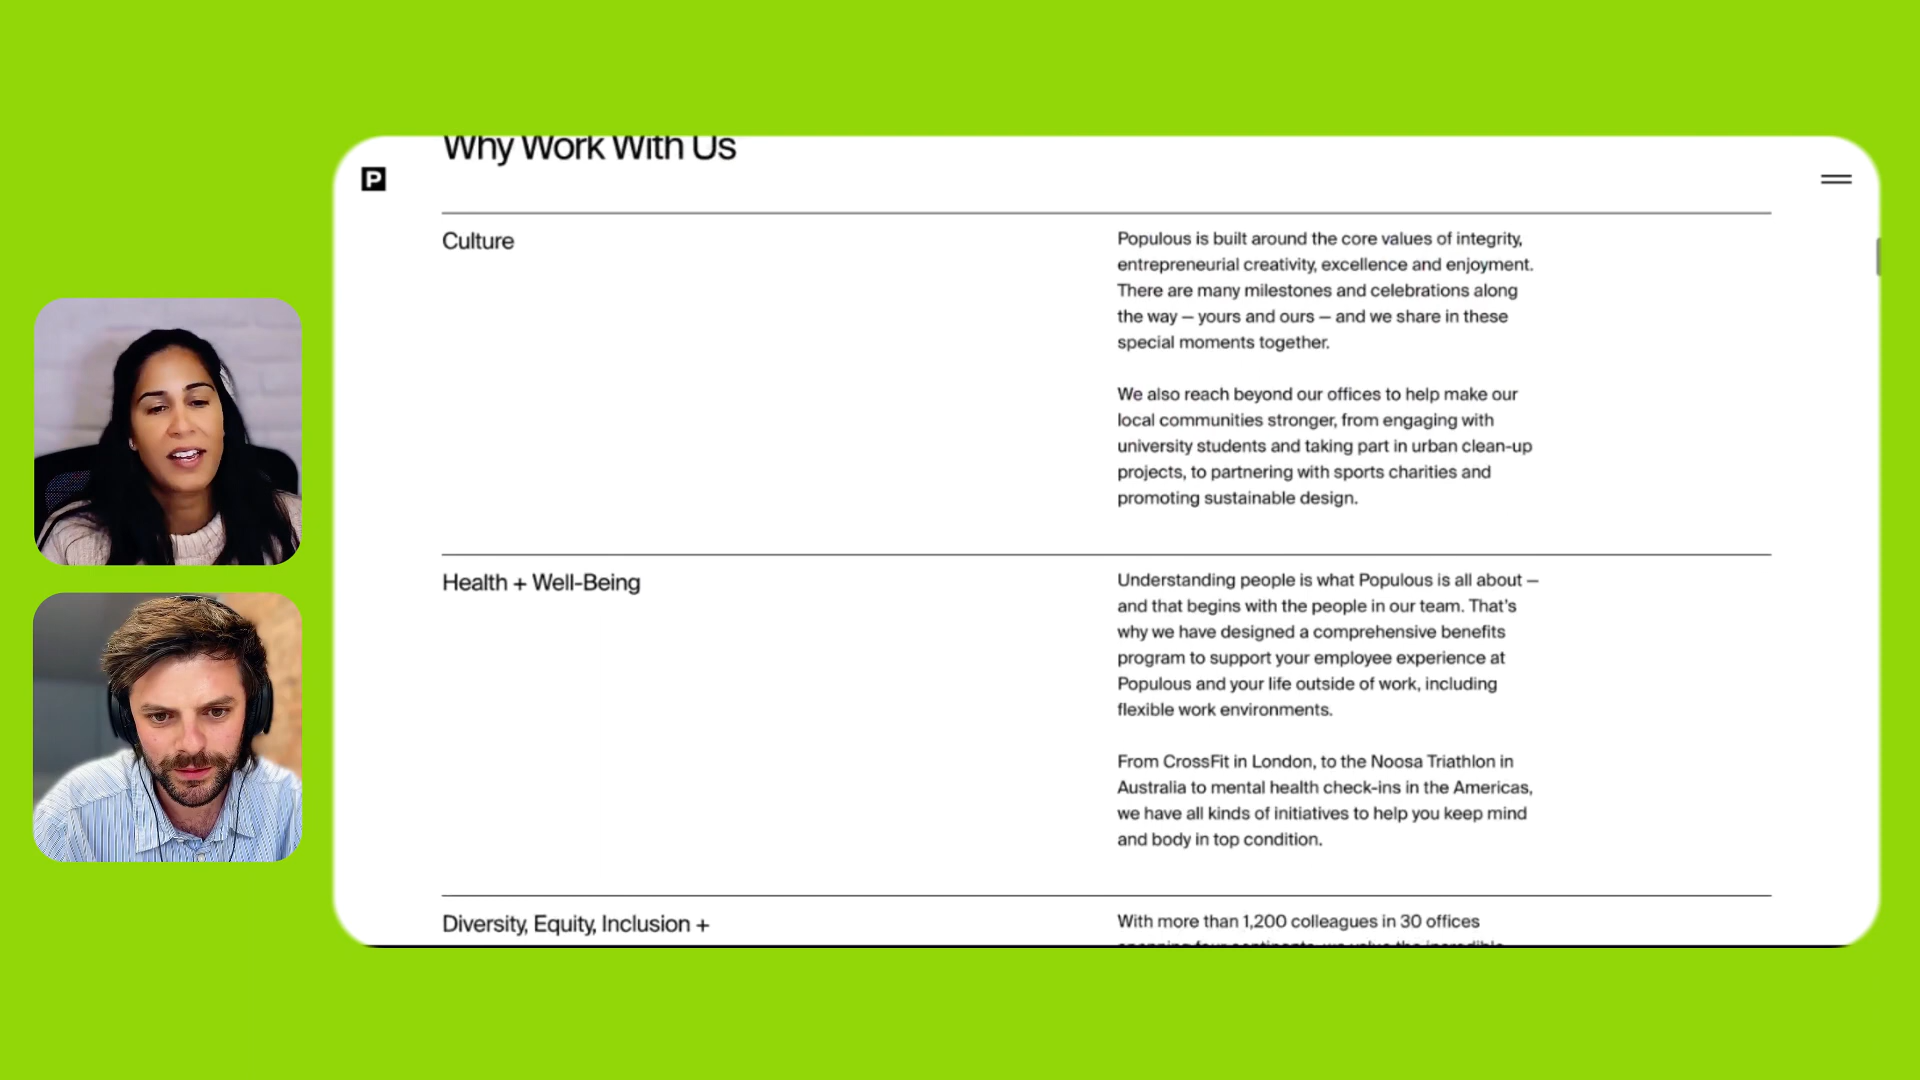 Why Work With Us
P
Culture
Populous is built around the core values of integrity,
entrepreneurial creativity, excellence and enjoyment.
There are many milestones and celebrations along
the way – yours and ours – and we share in these
special moments together.
We also reach beyond our offices to help make our
local communities stronger, from engaging with
university students and taking part in urban clean-up
projects, to partnering with sports charities and
promoting sustainable design.
Health + Well-Being
Understanding people is what Populous is all about –
and that begins with the people in our team. That's
why we have designed a comprehensive benefits
program to support your employee experience at
Populous and your life outside of work, including
flexible work environments.
From CrossFit in London, to the Noosa Triathlon in
Australia to mental health check-ins in the Americas,
we have all kinds of initiatives to help you keep mind
and body in top condition.
Diversity, Equity, Inclusion +
With more than 1,200 colleagues in 30 offices
spanning four continents, we value the incredible